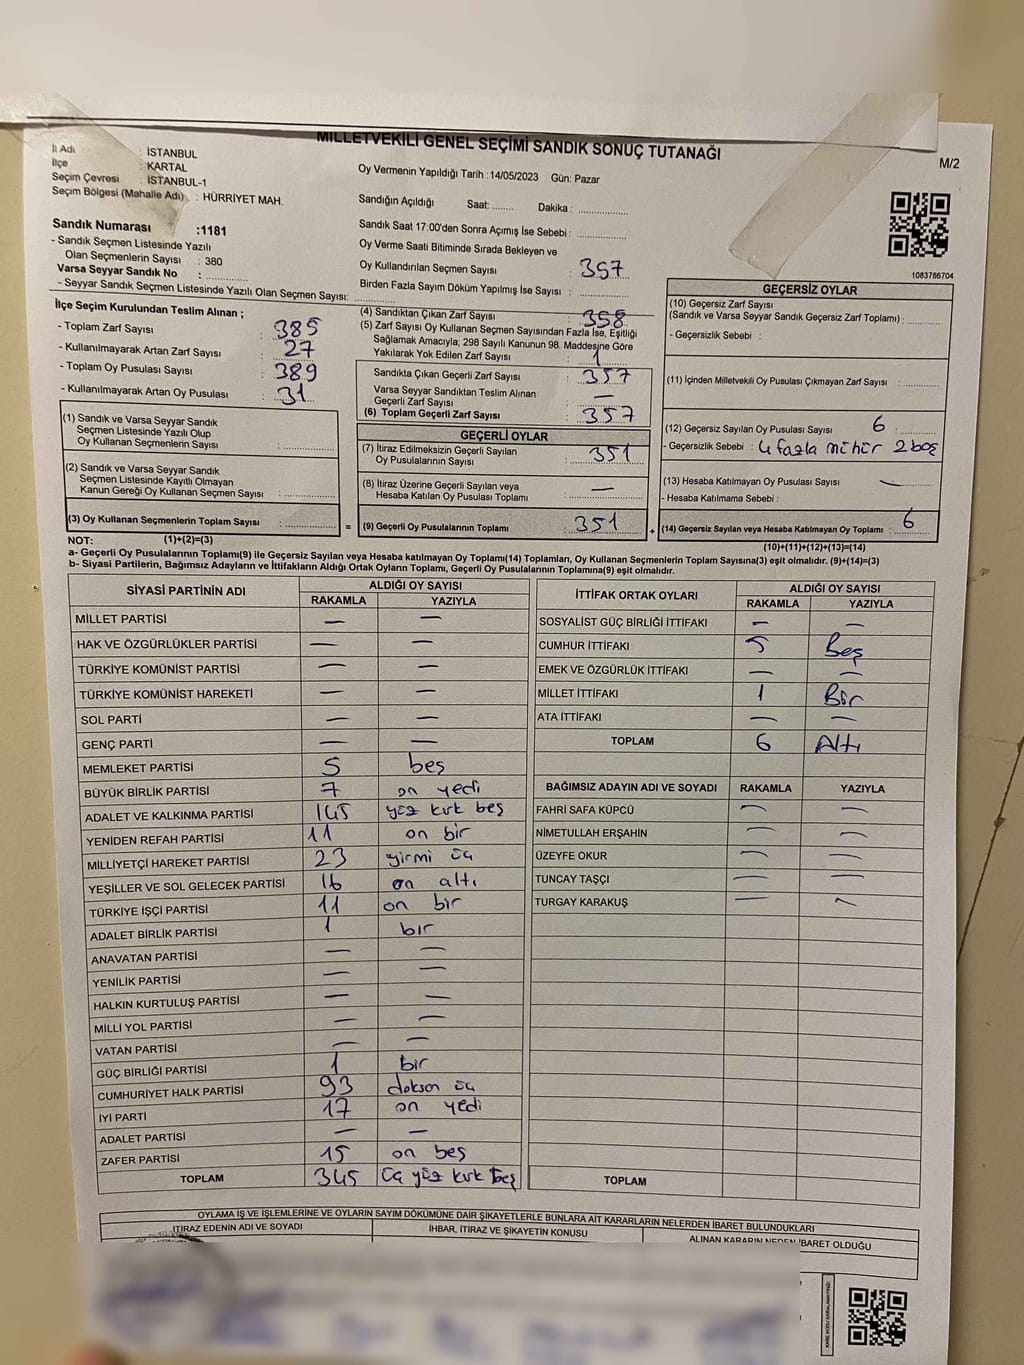 MİLLETVEKİLİ GENEL SEÇİMİ SANDIK SONUÇ TUTANAĞI
M/2
İl Adı : İSTANBUL
İlçe : KARTAL
Seçim Çevresi : İSTANBUL-1
Seçim Bölgesi (Mahalle Adı) : HÜRRİYET MAH.
Sandık Numarası :1181
- Sandık Seçmen Listesinde Yazılı
Olan Seçmenlerin Sayısı : 380
Varsa Seyyar Sandık No :
- Seyyar Sandık Seçmen Listesinde Yazılı Olan Seçmen Sayısı:
Oy Vermenin Yapıldığı Tarih :14/05/2023 Gün: Pazar
Sandığın Açıldığı Saat: Dakika :
Sandık Saat 17:00'den Sonra Açımış İse Sebebi :
Oy Verme Saati Bitiminde Sırada Bekleyen ve
Oy Kullandırılan Seçmen Sayısı : 357
Birden Fazla Sayım Döküm Yapılmış İse Sayısı :
1083786704
İlçe Seçim Kurulundan Teslim Alınan ;
- Toplam Zarf Sayısı : 385
- Kullanılmayarak Artan Zarf Sayısı : 27
- Toplam Oy Pusulası Sayısı : 389
- Kullanılmayarak Artan Oy Pusulası : 31
(1) Sandık ve Varsa Seyyar Sandık
Seçmen Listesinde Yazılı Olup
Oy Kullanan Seçmenlerin Sayısı :
(2) Sandık ve Varsa Seyyar Sandık
Seçmen Listesinde Kayıtlı Olmayan
Kanun Gereği Oy Kullanan Seçmen Sayısı :
(3) Oy Kullanan Seçmenlerin Toplam Sayısı :
(4) Sandıktan Çıkan Zarf Sayısı : 358
(5) Zarf Sayısı Oy Kullanan Seçmen Sayısından Fazla İse, Eşitliği
Sağlamak Amacıyla; 298 Sayılı Kanunun 98. Maddesine Göre
Yakılarak Yok Edilen Zarf Sayısı : 1
Sandıkta Çıkan Geçerli Zarf Sayısı : 357
Varsa Seyyar Sandıktan Teslim Alınan
Geçerli Zarf Sayısı : —
(6) Toplam Geçerli Zarf Sayısı : 357
GEÇERLİ OYLAR
(7) İtiraz Edilmeksizin Geçerli Sayılan
Oy Pusulalarının Sayısı : 351
(8) İtiraz Üzerine Geçerli Sayılan veya
Hesaba Katılan Oy Pusulası Toplamı : —
= (9) Geçerli Oy Pusulalarının Toplamı : 351 +
GEÇERSİZ OYLAR
(10) Geçersiz Zarf Sayısı
(Sandık ve Varsa Seyyar Sandık Geçersiz Zarf Toplamı) :
- Geçersizlik Sebebi :
(11) İçinden Milletvekili Oy Pusulası Çıkmayan Zarf Sayısı :
(12) Geçersiz Sayılan Oy Pusulası Sayısı : 6
- Geçersizlik Sebebi : 4 fazla mühür 2 boş
(13) Hesaba Katılmayan Oy Pusulası Sayısı : —
- Hesaba Katılmama Sebebi :
(14) Geçersiz Sayılan veya Hesaba Katılmayan Oy Toplamı : 6
NOT: (1)+(2)=(3)
(10)+(11)+(12)+(13)=(14)
a- Geçerli Oy Pusulalarının Toplamı(9) ile Geçersiz Sayılan veya Hesaba katılmayan Oy Toplamı(14) Toplamları, Oy Kullanan Seçmenlerin Toplam Sayısına(3) eşit olmalıdır. (9)+(14)=(3)
b- Siyasi Partilerin, Bağımsız Adayların ve İttifakların Aldığı Ortak Oyların Toplamı, Geçerli Oy Pusulalarının Toplamına(9) eşit olmalıdır.
SİYASİ PARTİNİN ADI ALDIĞI OY SAYISI
RAKAMLA YAZIYLA
MİLLET PARTİSİ — —
HAK VE ÖZGÜRLÜKLER PARTİSİ — —
TÜRKİYE KOMÜNİST PARTİSİ — —
TÜRKİYE KOMÜNİST HAREKETİ — —
SOL PARTİ — —
GENÇ PARTİ — —
MEMLEKET PARTİSİ 5 beş
BÜYÜK BİRLİK PARTİSİ 7 on yedi
ADALET VE KALKINMA PARTİSİ 145 yüz kırk beş
YENİDEN REFAH PARTİSİ 11 on bir
MİLLİYETÇİ HAREKET PARTİSİ 23 yirmi üç
YEŞİLLER VE SOL GELECEK PARTİSİ 16 on altı
TÜRKİYE İŞÇİ PARTİSİ 11 on bir
ADALET BİRLİK PARTİSİ 1 bir
ANAVATAN PARTİSİ — —
YENİLİK PARTİSİ — —
HALKIN KURTULUŞ PARTİSİ — —
MİLLİ YOL PARTİSİ — —
VATAN PARTİSİ — —
GÜÇ BİRLİĞİ PARTİSİ 1 bir
CUMHURİYET HALK PARTİSİ 93 doksan üç
İYİ PARTİ 17 on yedi
ADALET PARTİSİ — —
ZAFER PARTİSİ 15 on beş
TOPLAM 345 üç yüz kırk beş
İTTİFAK ORTAK OYLARI ALDIĞI OY SAYISI
RAKAMLA YAZIYLA
SOSYALİST GÜÇ BİRLİĞİ İTTİFAKI — —
CUMHUR İTTİFAKI 5 Beş
EMEK VE ÖZGÜRLÜK İTTİFAKI — —
MİLLET İTTİFAKI 1 Bir
ATA İTTİFAKI — —
TOPLAM 6 Altı
BAĞIMSIZ ADAYIN ADI VE SOYADI RAKAMLA YAZIYLA
FAHRİ SAFA KÜPCÜ — —
NİMETULLAH ERŞAHİN — —
ÜZEYFE OKUR — —
TUNCAY TAŞÇI — —
TURGAY KARAKUŞ — —
TOPLAM
OYLAMA İŞ VE İŞLEMLERİNE VE OYLARIN SAYIM DÖKÜMÜNE DAİR ŞİKAYETLERLE BUNLARA AİT KARARLARIN NELERDEN İBARET BULUNDUKLARI
İTİRAZ EDENİN ADI VE SOYADI İHBAR, İTİRAZ VE ŞİKAYETİN KONUSU ALINAN KARARIN NEDEN İBARET OLDUĞU